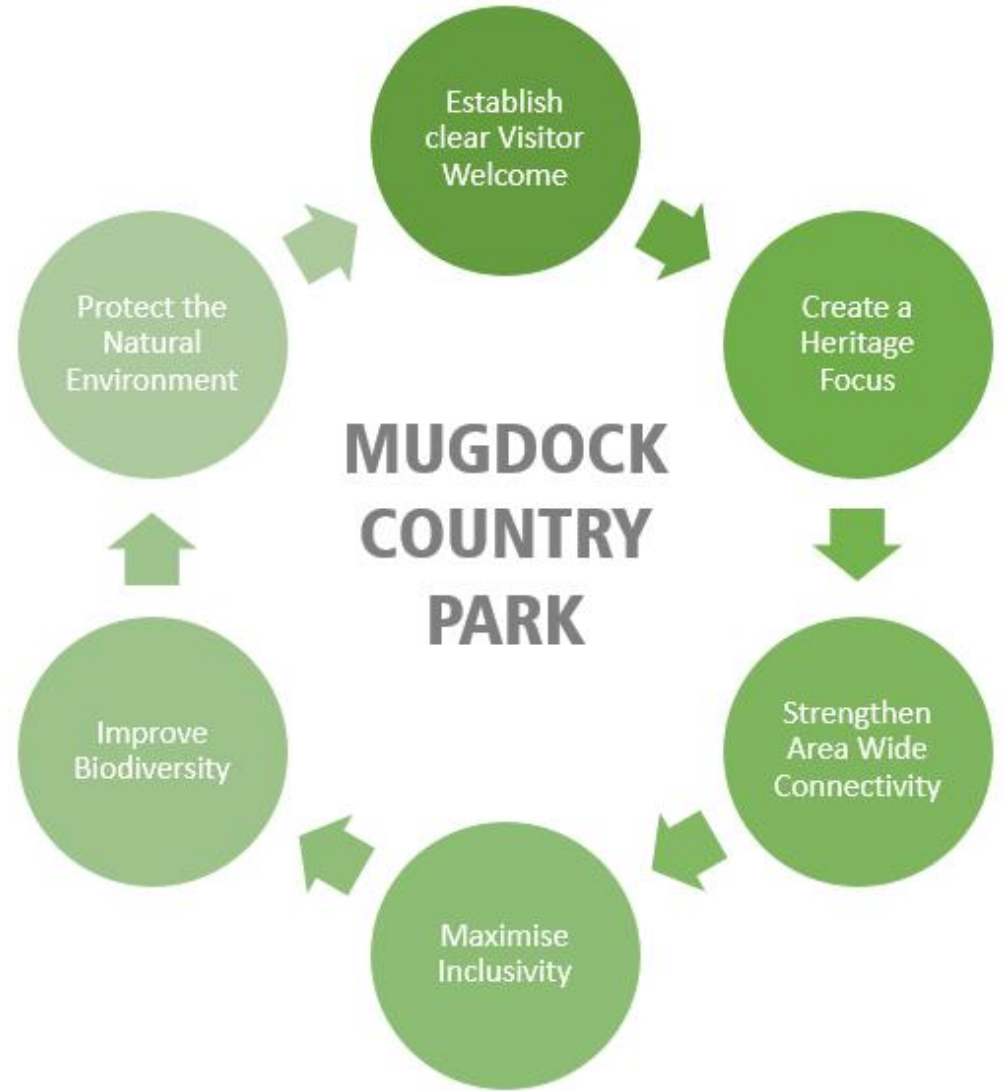 Establish
clear Visitor
Welcome
Create a
Heritage
Focus
Strengthen
Area Wide
Connectivity
Maximise
Inclusivity
Improve
Biodiversity
Protect the
Natural
Environment
MUGDOCK
COUNTRY
PARK